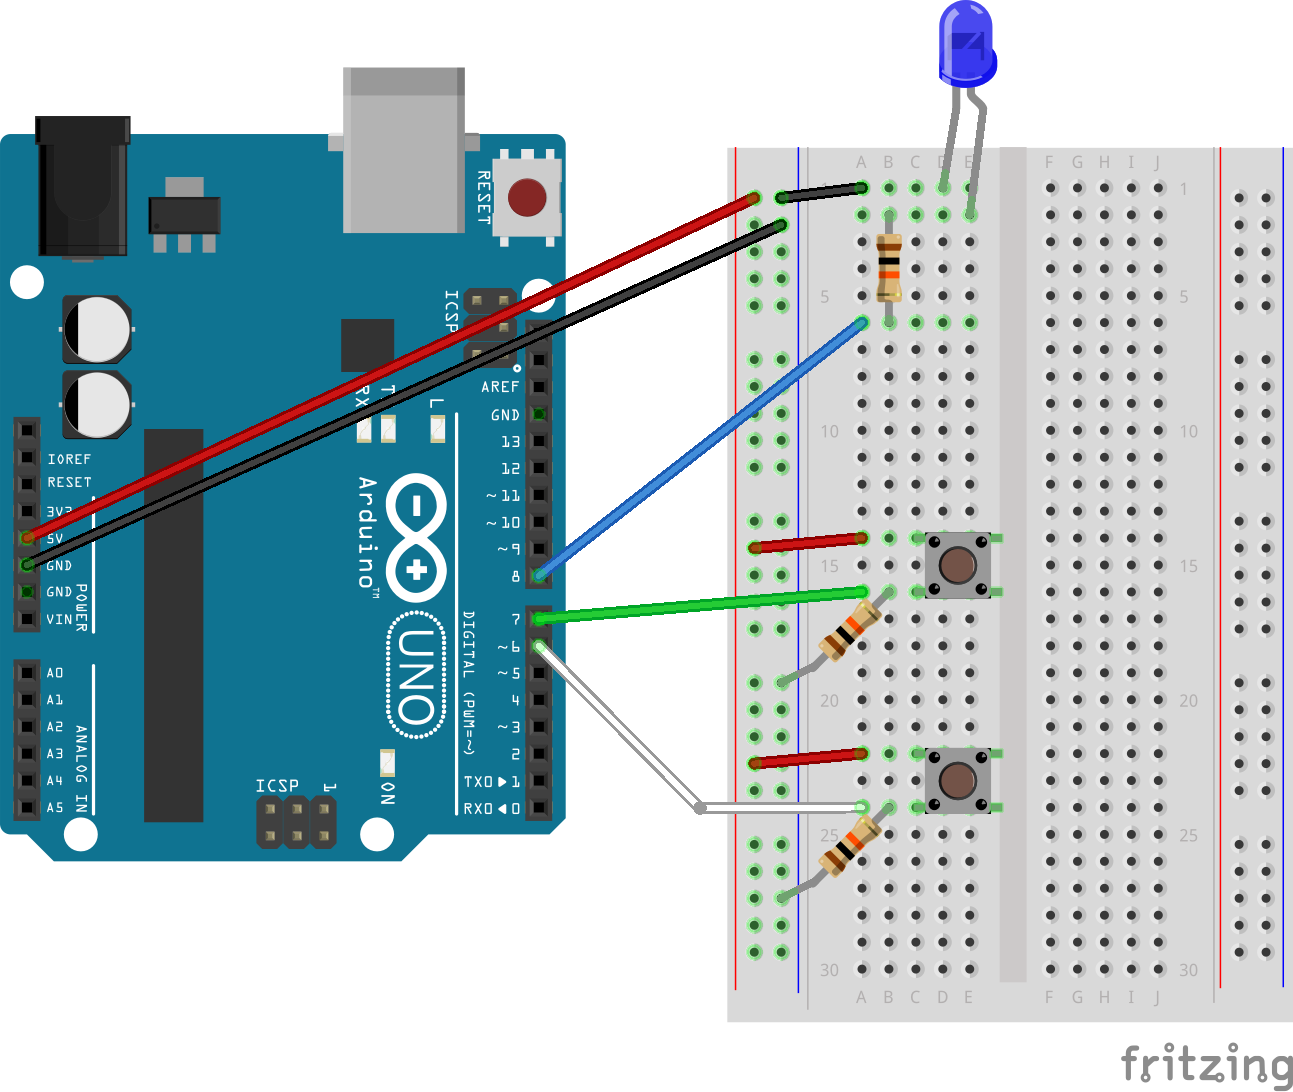 RESET
ICSP
IOREF
RESET
3V3
5V
GND
GND
VIN
POWER
A0
A1
A2
A3
A4
A5
ANALOG IN
RX
T
L
AREF
GND
13
12
~11
~10
~9
8
7
~6
~5
4
~3
2
TX0▶1
RX0◀0
DIGITAL (PWM=~)
Arduino™
UNO
ICSP 1
ON
A B C D E F G H I J
1 1
5 5
10 10
15 15
20 20
25 25
30 30
A B C D E F G H I J
fritzing